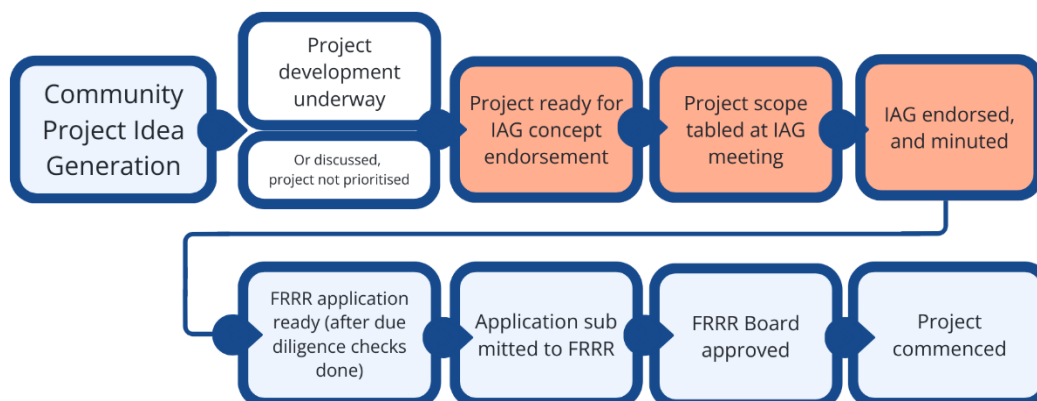 Community
Project Idea
Generation
Project
development
underway
Or discussed,
project not prioritised
Project ready for
IAG concept
endorsement
Project scope
tabled at IAG
meeting
IAG endorsed,
and minuted
FRRR application
ready (after due
diligence checks
done)
Application sub
mitted to FRRR
FRRR Board
approved
Project
commenced